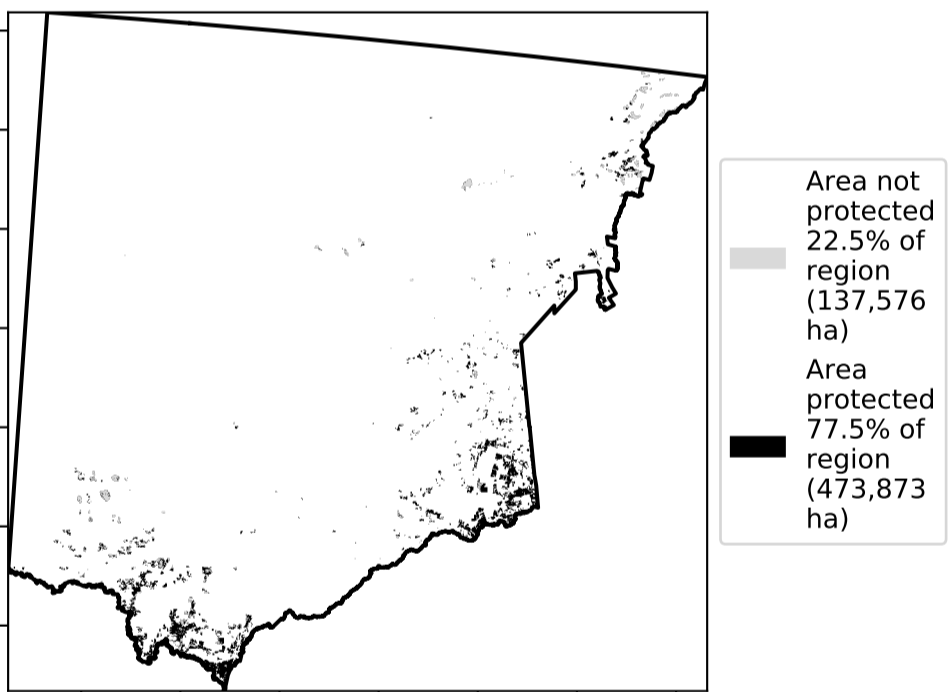 Area not
protected
22.5% of
region
(137,576
ha)
Area
protected
77.5% of
region
(473,873
ha)